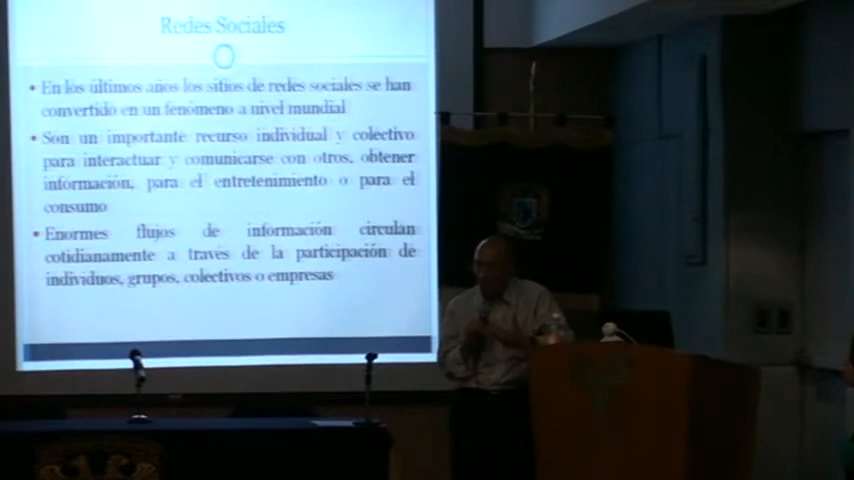 Redes Sociales
• En los últimos años los sitios de redes sociales se han
convertido en un fenómeno a nivel mundial
• Son un importante recurso individual y colectivo
para interactuar y comunicarse con otros, obtener
información, para el entretenimiento o para el
consumo
• Enormes flujos de información circulan
cotidianamente a través de la participación de
individuos, grupos, colectivos o empresas